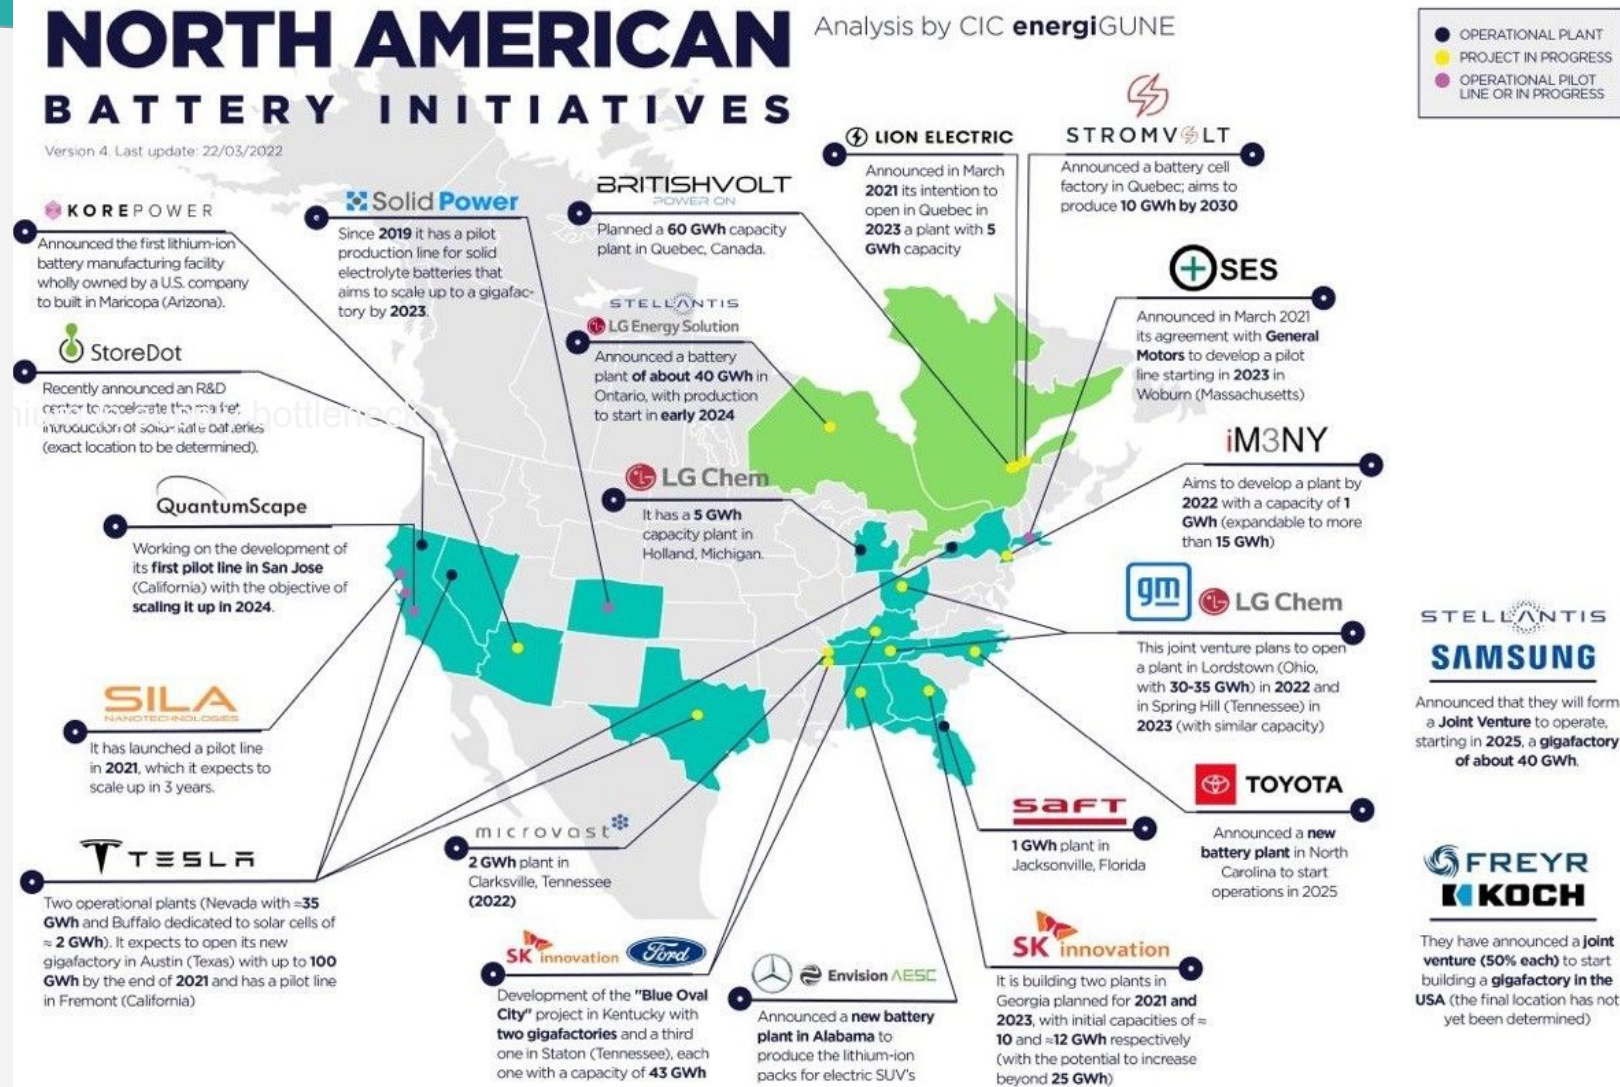 NORTH AMERICAN
BATTERY INITIATIVES
Version 4. Last update: 22/03/2022
Analysis by CIC energiGUNE
OPERATIONAL PLANT
PROJECT IN PROGRESS
OPERATIONAL PILOT
LINE OR IN PROGRESS
KOREPOWER
Announced the first lithium-ion
battery manufacturing facility
wholly owned by a U.S. company
to built in Maricopa (Arizona).
Solid Power
Since 2019 it has a pilot
production line for solid
electrolyte batteries that
aims to scale up to a gigafac-
tory by 2023.
BRITISHVOLT
POWER ON
Planned a 60 GWh capacity
plant in Quebec, Canada.
LION ELECTRIC
Announced in March
2021 its intention to
open in Quebec in
2023 a plant with 5
GWh capacity
STROMVOLT
Announced a battery cell
factory in Quebec; aims to
produce 10 GWh by 2030
SES
Announced in March 2021
its agreement with General
Motors to develop a pilot
line starting in 2023 in
Woburn (Massachusetts)
StoreDot
Recently announced an R&D
center to accelerate the market
introduction of solid-state batteries
(exact location to be determined).
bottleneck
STELLANTIS
LG Energy Solution
Announced a battery
plant of about 40 GWh in
Ontario, with production
to start in early 2024
LG Chem
It has a 5 GWh
capacity plant in
Holland, Michigan.
iM3NY
Aims to develop a plant by
2022 with a capacity of 1
GWh (expandable to more
than 15 GWh)
QuantumScape
Working on the development of
its first pilot line in San Jose
(California) with the objective of
scaling it up in 2024.
gm LG Chem
This joint venture plans to open
a plant in Lordstown (Ohio,
with 30-35 GWh) in 2022 and
in Spring Hill (Tennessee) in
2023 (with similar capacity)
STELLANTIS
SAMSUNG
Announced that they will form
a Joint Venture to operate,
starting in 2025, a gigafactory
of about 40 GWh.
SILA
NANOTECHNOLOGIES
It has launched a pilot line
in 2021, which it expects to
scale up in 3 years.
TOYOTA
Announced a new
battery plant in North
Carolina to start
operations in 2025
saft
1 GWh plant in
Jacksonville, Florida
microvast
2 GWh plant in
Clarksville, Tennessee
(2022)
TESLA
Two operational plants (Nevada with ≈35
GWh and Buffalo dedicated to solar cells of
≈ 2 GWh). It expects to open its new
gigafactory in Austin (Texas) with up to 100
GWh by the end of 2021 and has a pilot line
in Fremont (California)
SK innovation Ford
Development of the "Blue Oval
City" project in Kentucky with
two gigafactories and a third
one in Staton (Tennessee), each
one with a capacity of 43 GWh
Envision AESC
Announced a new battery
plant in Alabama to
produce the lithium-ion
packs for electric SUV's
SK innovation
It is building two plants in
Georgia planned for 2021 and
2023, with initial capacities of ≈
10 and ≈12 GWh respectively
(with the potential to increase
beyond 25 GWh)
FREYR
KOCH
They have announced a joint
venture (50% each) to start
building a gigafactory in the
USA (the final location has not
yet been determined)